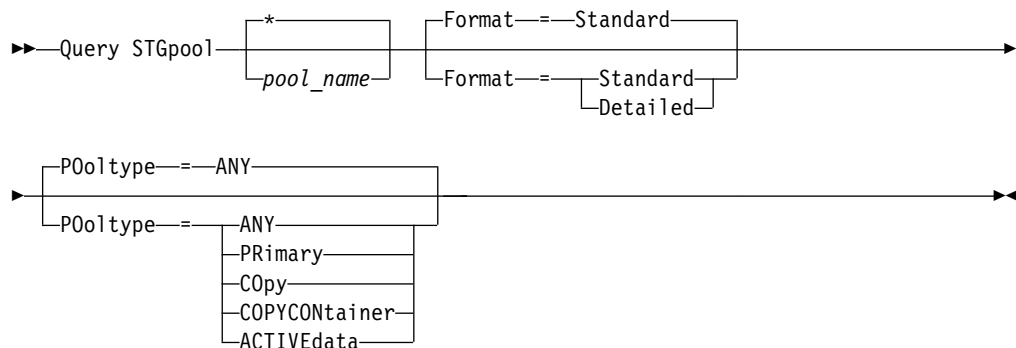 * Format = Standard
Query STGpool
pool_name Format = Standard
Detailed
POoltype = ANY
POoltype = ANY
PRimary
COpy
COPYCONtainer
ACTIVEdata